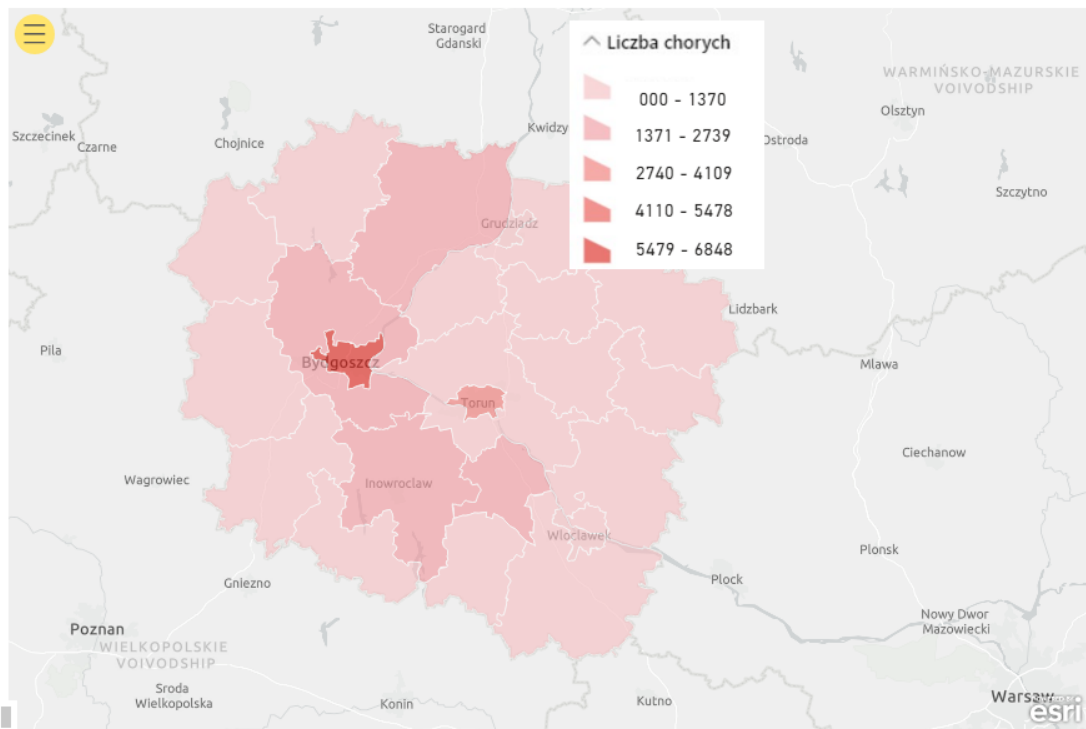 Starogard
Gdanski
Liczba chorych
000 - 1370
1371 - 2739
2740 - 4109
4110 - 5478
5479 - 6848
WARMIŃSKO-MAZURSKIE
VOIVODSHIP
Olsztyn
Szczecinek
Czarne
Chojnice
Kwidzy
Ostroda
Szczytno
Grudziadz
Lidzbark
Pila
Bydgoszcz
Mlawa
Torun
Ciechanow
Wagrowiec
Inowroclaw
Wloclawek
Plonsk
Gniezno
Plock
Nowy Dwor
Mazowiecki
Poznan
WIELKOPOLSKIE
VOIVODSHIP
Sroda
Wielkopolska
Konin
Kutno
Warsaw
esri